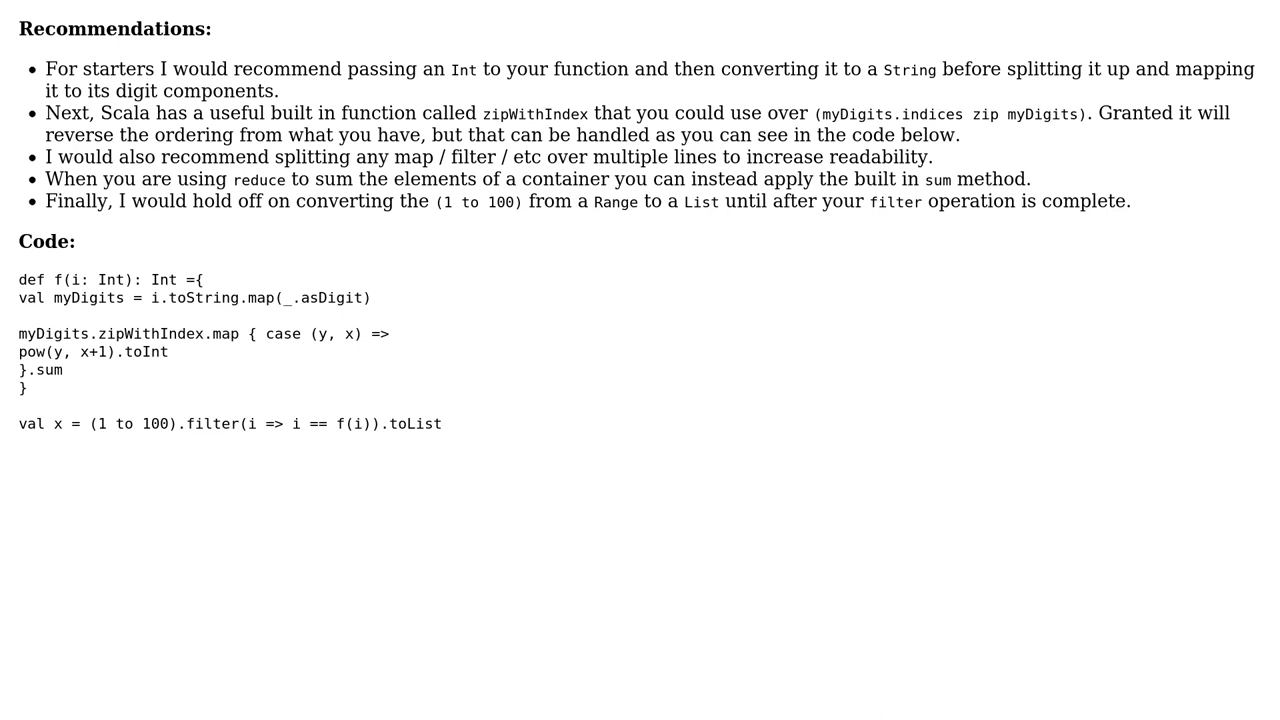 Recommendations:
• For starters I would recommend passing an Int to your function and then converting it to a String before splitting it up and mapping
it to its digit components.
• Next, Scala has a useful built in function called zipWithIndex that you could use over (myDigits.indices zip myDigits). Granted it will
reverse the ordering from what you have, but that can be handled as you can see in the code below.
• I would also recommend splitting any map / filter / etc over multiple lines to increase readability.
• When you are using reduce to sum the elements of a container you can instead apply the built in sum method.
• Finally, I would hold off on converting the (1 to 100) from a Range to a List until after your filter operation is complete.
Code:
def f(i: Int): Int ={
val myDigits = i.toString.map(_.asDigit)
myDigits.zipWithIndex.map { case (y, x) =>
pow(y, x+1).toInt
}.sum
}
val x = (1 to 100).filter(i => i == f(i)).toList